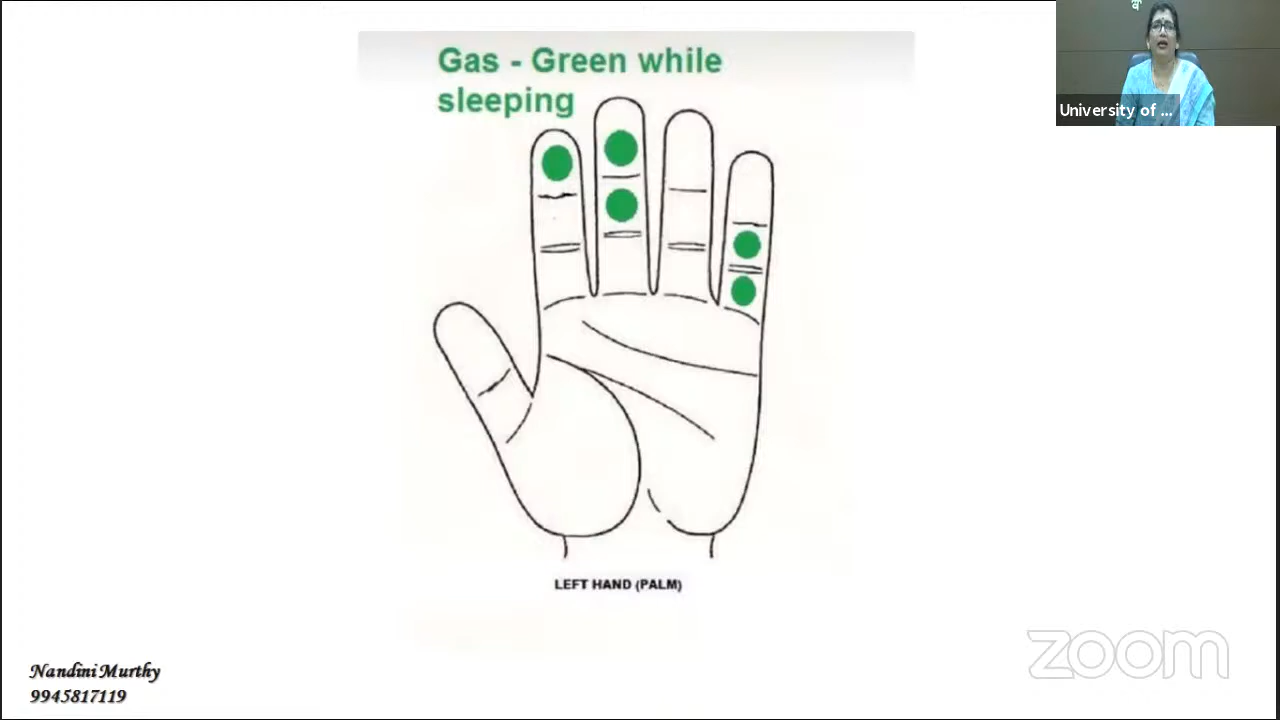 Gas - Green while
sleeping
University of ...
LEFT HAND (PALM)
Nandini Murthy
9945817119
zoom